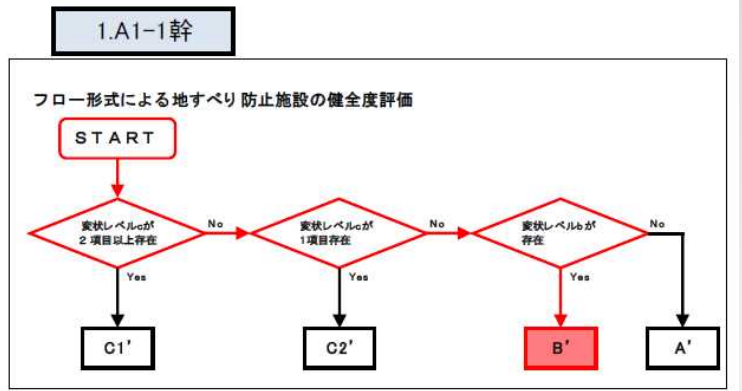 1.A1-1幹
フロー形式による地すべり防止施設の健全度評価
START
変状レベルcが
2項目以上存在
No
変状レベルcが
1項目存在
No
変状レベルbが
存在
No
Yes
Yes
Yes
C1'
C2'
B'
A'